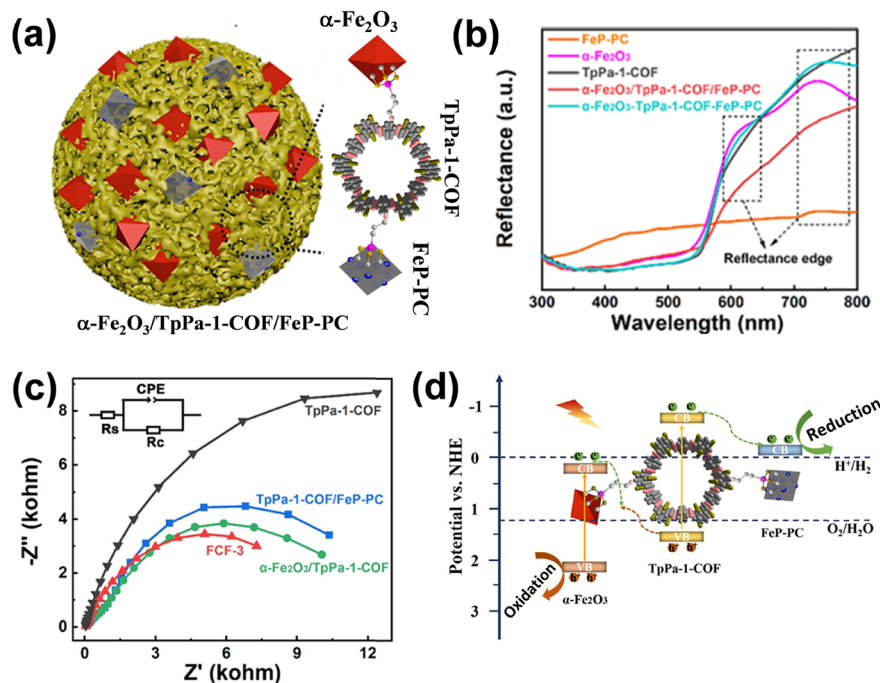 (a)
α-Fe₂O₃
TpPa-1-COF
FeP-PC
α-Fe₂O₃/TpPa-1-COF/FeP-PC
(b)
FeP-PC
α-Fe₂O₃
TpPa-1-COF
α-Fe₂O₃/TpPa-1-COF/FeP-PC
α-Fe₂O₃-TpPa-1-COF-FeP-PC
Reflectance (a.u.)
Reflectance edge
300 400 500 600 700 800
Wavelength (nm)
(c)
CPE
Rs
Rc
TpPa-1-COF
TpPa-1-COF/FeP-PC
FCF-3
α-Fe₂O₃/TpPa-1-COF
-Z" (kohm)
8
6
4
2
0
0 3 6 9 12
Z' (kohm)
(d)
Potential vs. NHE
-1
0
1
2
3
e⁻ e⁻
CB
e⁻ e⁻
CB
e⁻ e⁻
CB
Reduction
H⁺/H₂
O₂/H₂O
VB
h⁺ h⁺
VB
h⁺ h⁺
Oxidation
α-Fe₂O₃
TpPa-1-COF
FeP-PC